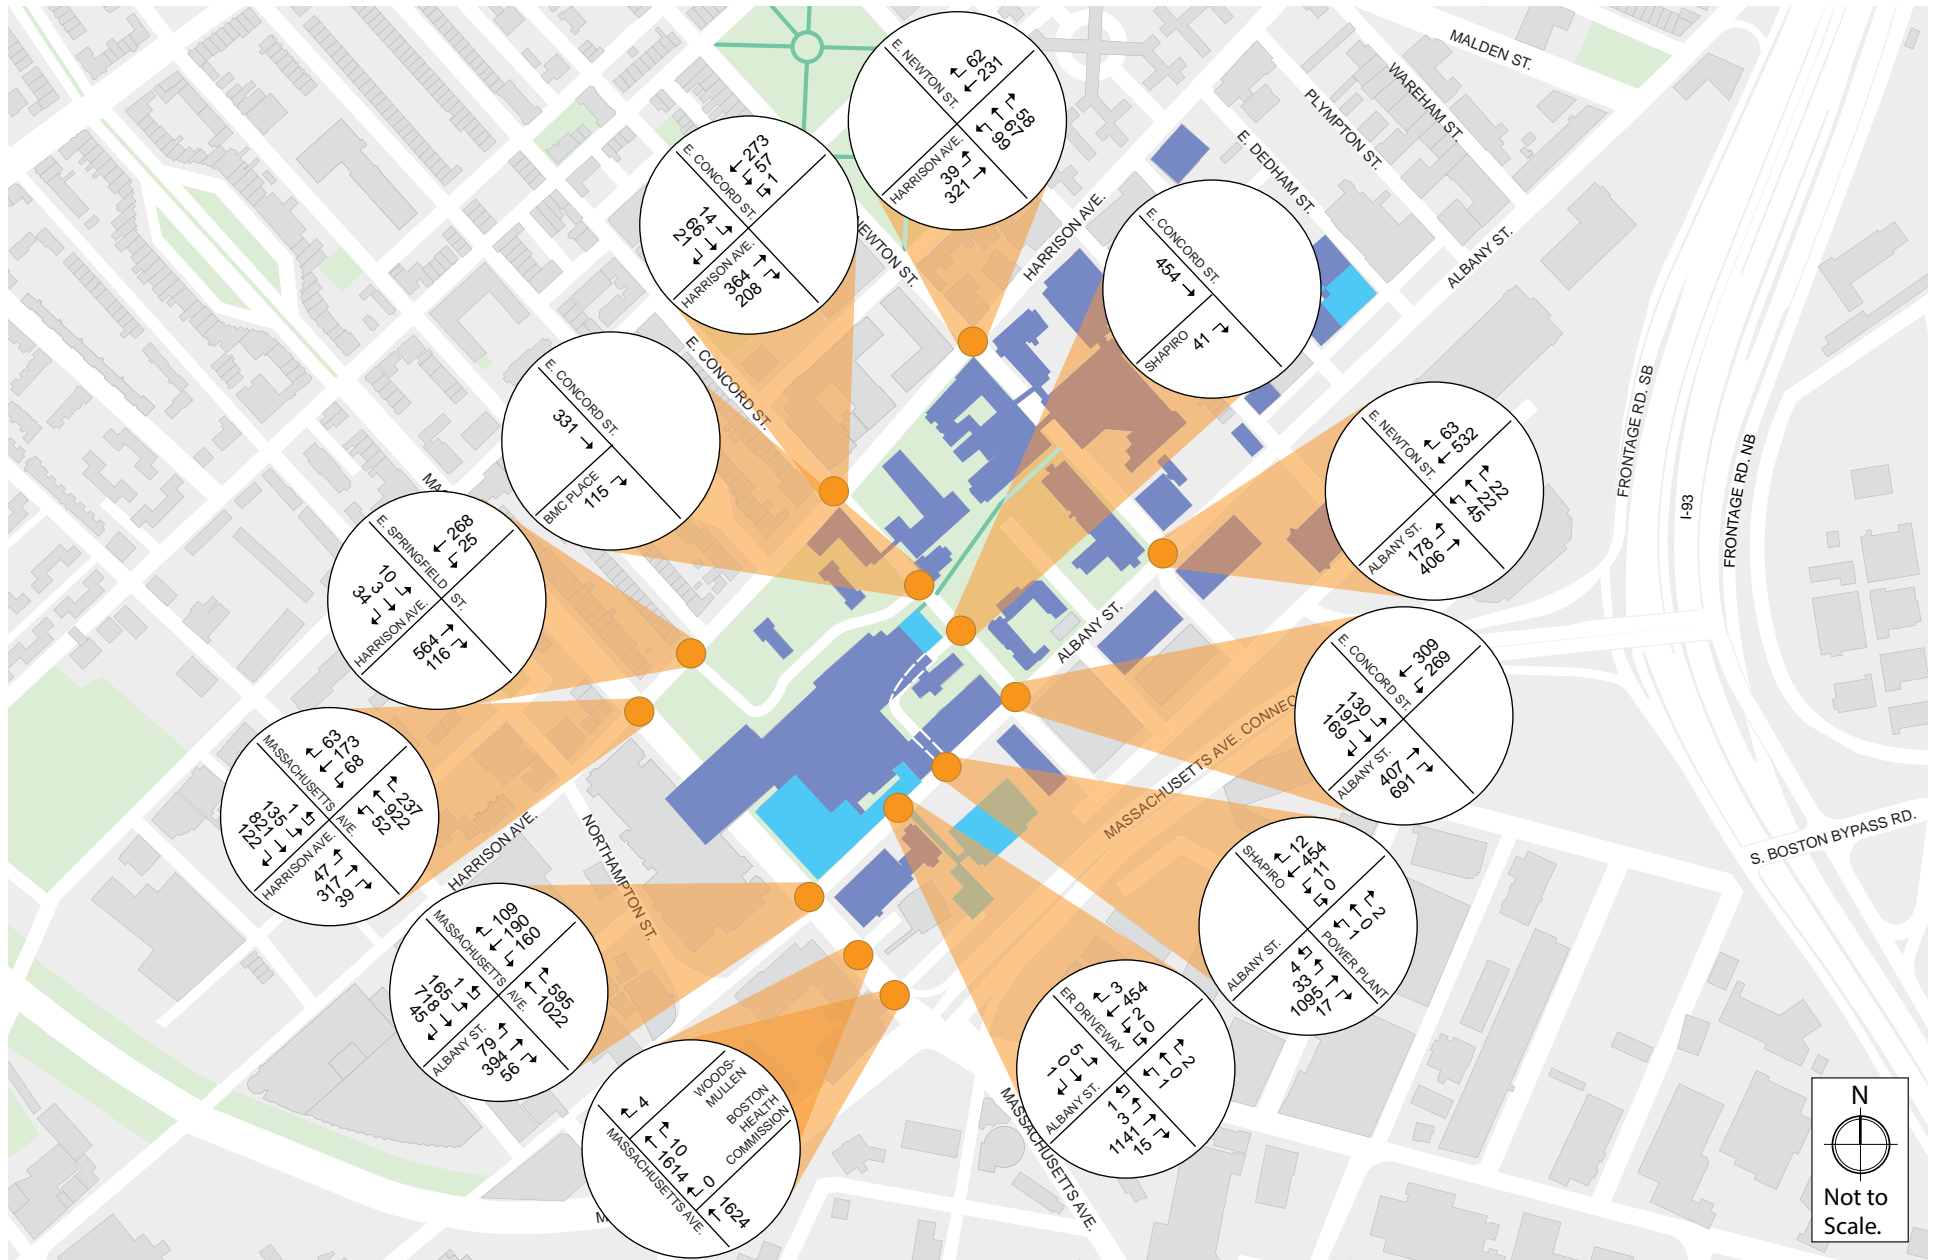 MALDEN ST.
WAREHAM ST.
PLYMPTON ST.
E. DEDHAM ST.
ALBANY ST.
HARRISON AVE.
FRONTAGE RD. SB
I-93
FRONTAGE RD. NB
S. BOSTON BYPASS RD.
NEWTON ST.
E. CONCORD ST.
ALBANY ST.
MASSACHUSETTS AVE. CONNEC
HARRISON AVE.
NORTHAMPTON ST.
MASSACHUSETTS AVE.
MA
M
E. NEWTON ST.
62
231
58
67
99
HARRISON AVE.
39
321
E. CONCORD ST.
273
57
1
14
66
21
HARRISON AVE.
364
208
E. CONCORD ST.
454
SHAPIRO
41
E. CONCORD ST.
331
BMC PLACE
115
E. NEWTON ST.
63
532
22
22
45
ALBANY ST.
178
406
E. SPRINGFIELD ST.
268
25
10
3
34
HARRISON AVE.
564
116
E. CONCORD ST.
309
269
130
197
169
ALBANY ST.
407
691
MASSACHUSETTS AVE.
63
173
68
237
922
52
1
135
821
122
HARRISON AVE.
47
317
39
SHAPIRO
12
454
11
0
2
0
1
ALBANY ST.
POWER PLANT
4
33
1095
17
MASSACHUSETTS AVE.
109
190
160
595
1022
1
165
718
45
ALBANY ST.
79
394
56
ER DRIVEWAY
3
454
2
0
2
0
1
5
0
1
ALBANY ST.
1
3
1141
15
4
WOODS-
MULLEN
BOSTON
HEALTH
COMMISSION
10
1614
0
MASSACHUSETTS AVE.
1624
N
Not to
Scale.